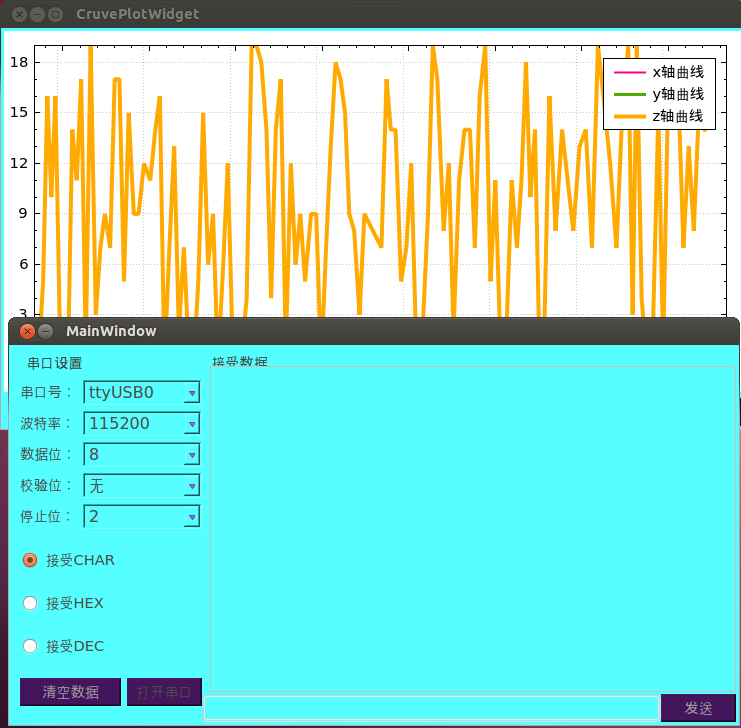 CruvePlotWidget
18
15
12
9
6
3
x轴曲线
y轴曲线
z轴曲线
MainWindow
串口设置
接受数据
串口号： ttyUSB0
波特率： 115200
数据位： 8
校验位： 无
停止位： 2
接受CHAR
接受HEX
接受DEC
清空数据 打开串口
发送